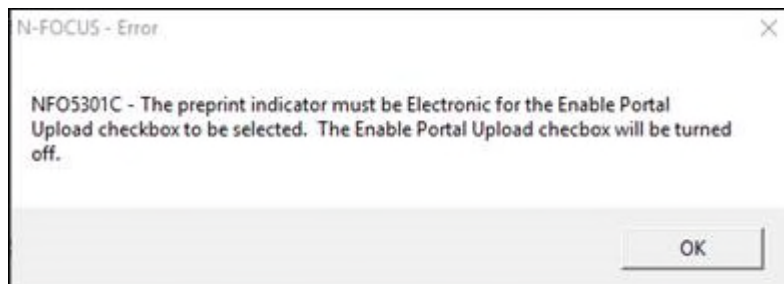 N-FOCUS - Error
NFO5301C - The preprint indicator must be Electronic for the Enable Portal
Upload checkbox to be selected.  The Enable Portal Upload checbox will be turned
off.
OK